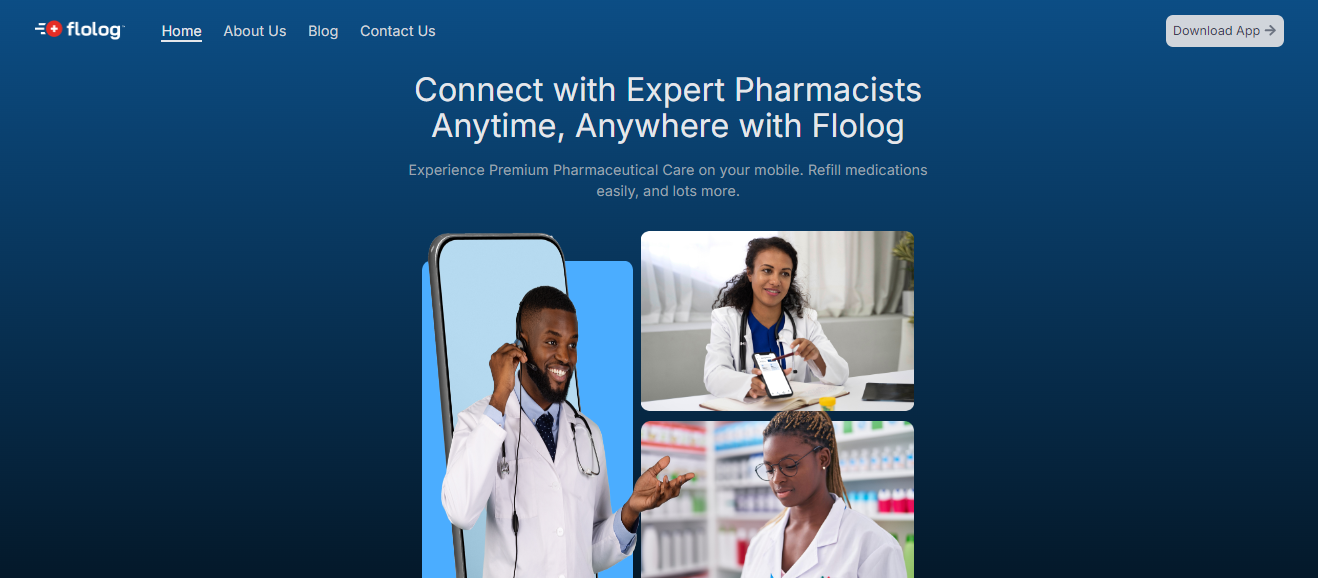 flolog
Home
About Us
Blog
Contact Us
Download App →
Connect with Expert Pharmacists
Anytime, Anywhere with Flolog
Experience Premium Pharmaceutical Care on your mobile. Refill medications
easily, and lots more.